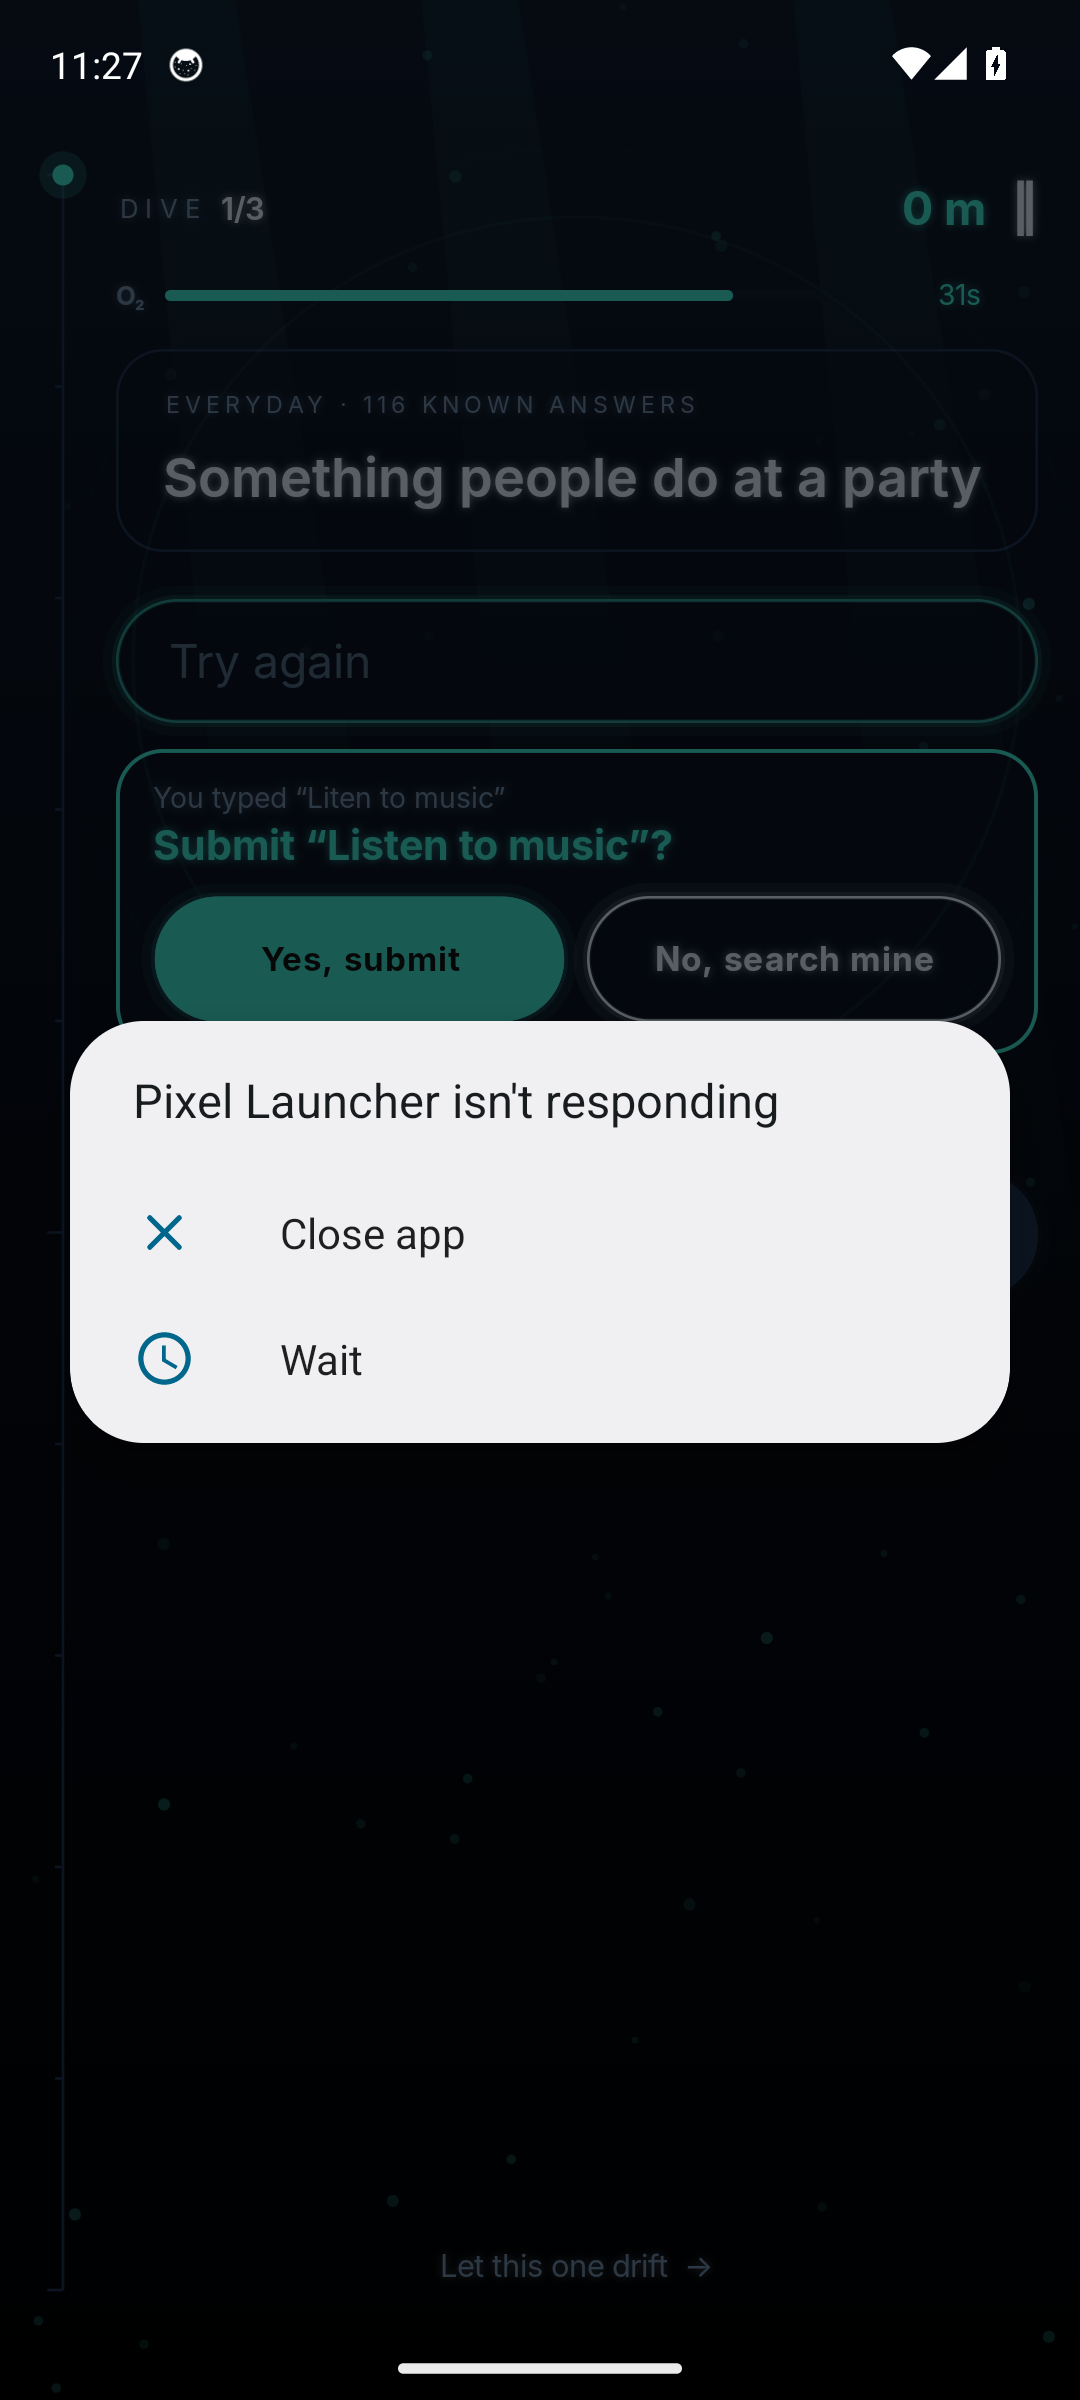 11:27
DIVE 1/3
0 m
O₂
31s
EVERYDAY · 116 KNOWN ANSWERS
Something people do at a party
Try again
You typed “Liten to music”
Submit “Listen to music”?
Yes, submit
No, search mine
Pixel Launcher isn't responding
Close app
Wait
Let this one drift →